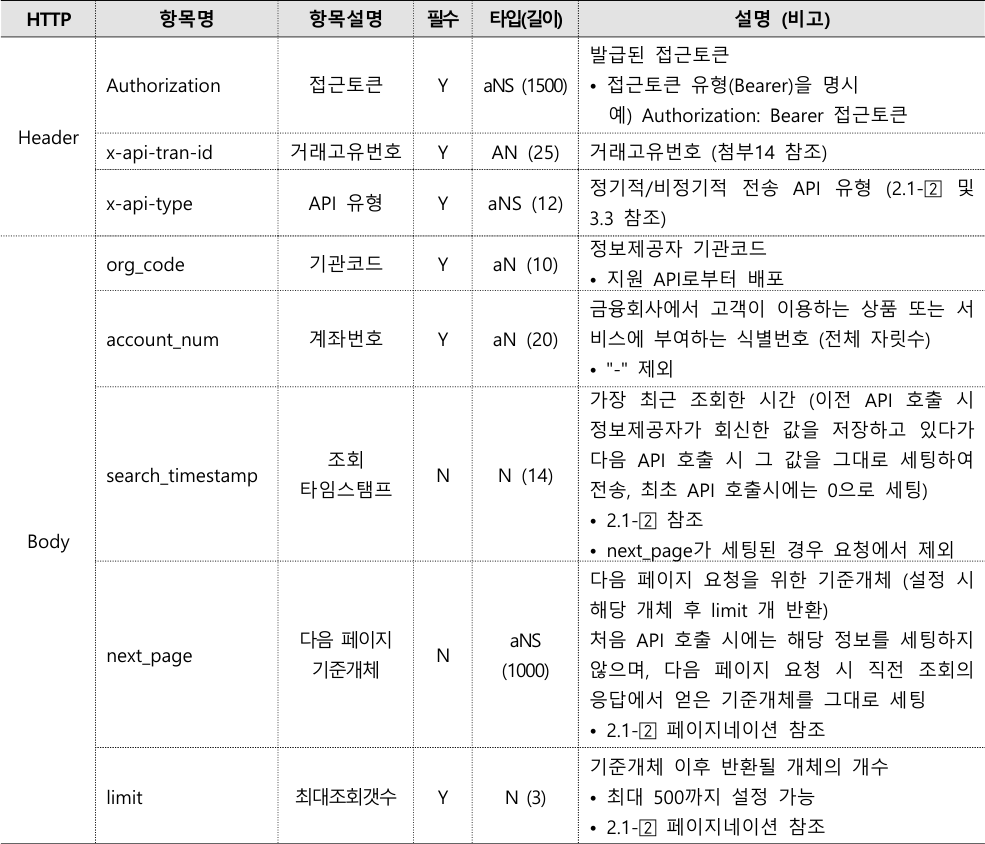 HTTP 항목명 항목설명 필수 타입(길이) 설명 (비고)
Header
Authorization 접근토큰 Y aNS (1500)
발급된 접근토큰
• 접근토큰 유형(Bearer)을 명시
예) Authorization: Bearer 접근토큰
x-api-tran-id 거래고유번호 Y AN (25) 거래고유번호 (첨부14 참조)
x-api-type API 유형 Y aNS (12)
정기적/비정기적 전송 API 유형 (2.1-2 및
3.3 참조)
Body
org_code 기관코드 Y aN (10)
정보제공자 기관코드
• 지원 API로부터 배포
account_num 계좌번호 Y aN (20)
금융회사에서 고객이 이용하는 상품 또는 서
비스에 부여하는 식별번호 (전체 자릿수)
• "-" 제외
search_timestamp
조회
타임스탬프
N N (14)
가장 최근 조회한 시간 (이전 API 호출 시
정보제공자가 회신한 값을 저장하고 있다가
다음 API 호출 시 그 값을 그대로 세팅하여
전송, 최초 API 호출시에는 0으로 세팅)
• 2.1-2 참조
• next_page가 세팅된 경우 요청에서 제외
next_page
다음 페이지
기준개체
N
aNS
(1000)
다음 페이지 요청을 위한 기준개체 (설정 시
해당 개체 후 limit 개 반환)
처음 API 호출 시에는 해당 정보를 세팅하지
않으며, 다음 페이지 요청 시 직전 조회의
응답에서 얻은 기준개체를 그대로 세팅
• 2.1-2 페이지네이션 참조
limit 최대조회갯수 Y N (3)
기준개체 이후 반환될 개체의 개수
• 최대 500까지 설정 가능
• 2.1-2 페이지네이션 참조